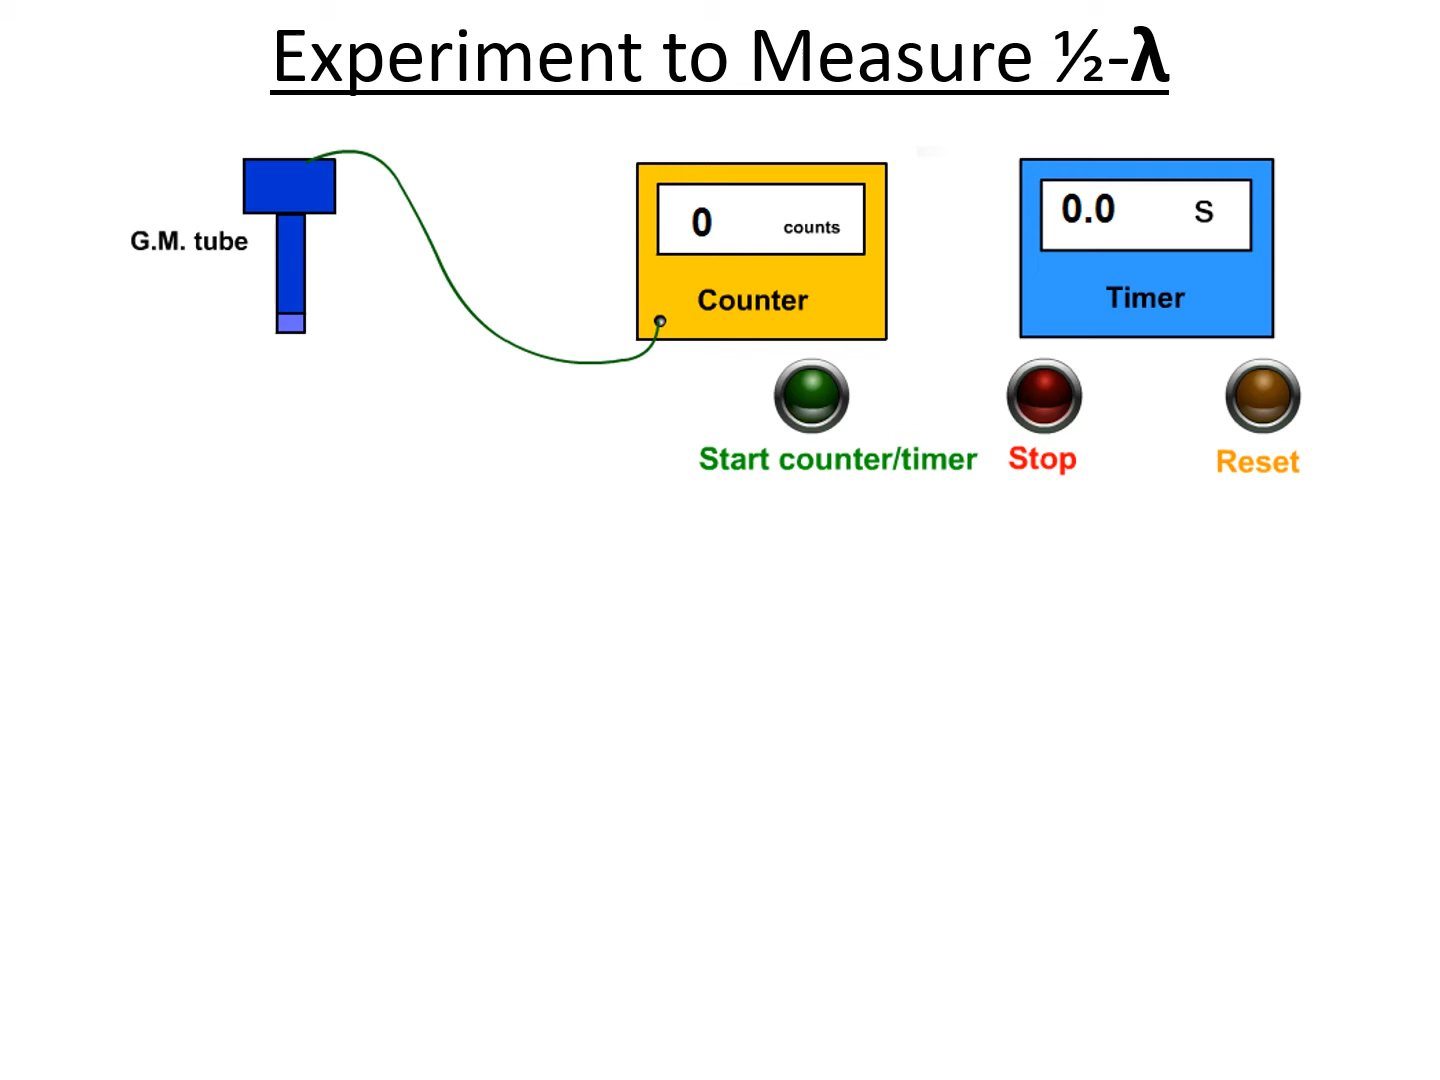 Experiment to Measure ½-λ
G.M. tube
0 counts
Counter
0.0 S
Timer
Start counter/timer
Stop
Reset